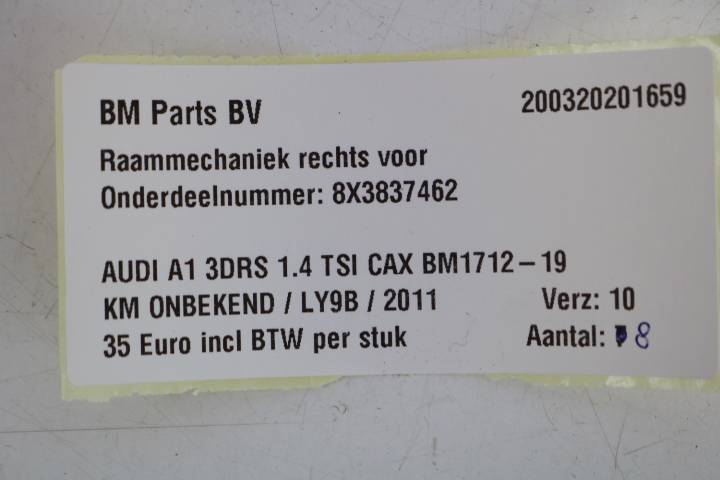 BM Parts BV 200320201659
Raammechaniek rechts voor
Onderdeelnummer: 8X3837462
AUDI A1 3DRS 1.4 TSI CAX BM1712-19
KM ONBEKEND / LY9B / 2011 Verz: 10
35 Euro incl BTW per stuk Aantal: 8